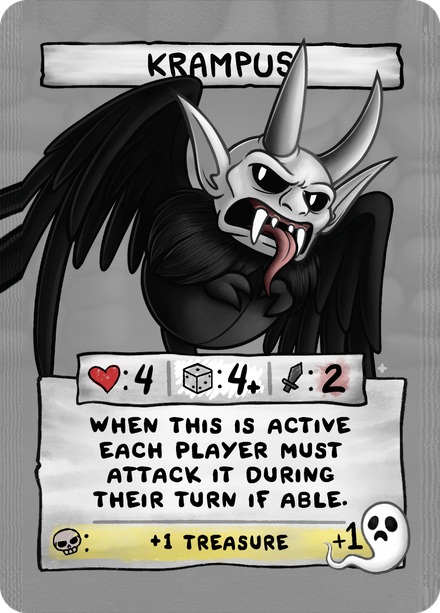 KRAMPUS
:4 :4+ :2
WHEN THIS IS ACTIVE
EACH PLAYER MUST
ATTACK IT DURING
THEIR TURN IF ABLE.
: +1 TREASURE +1